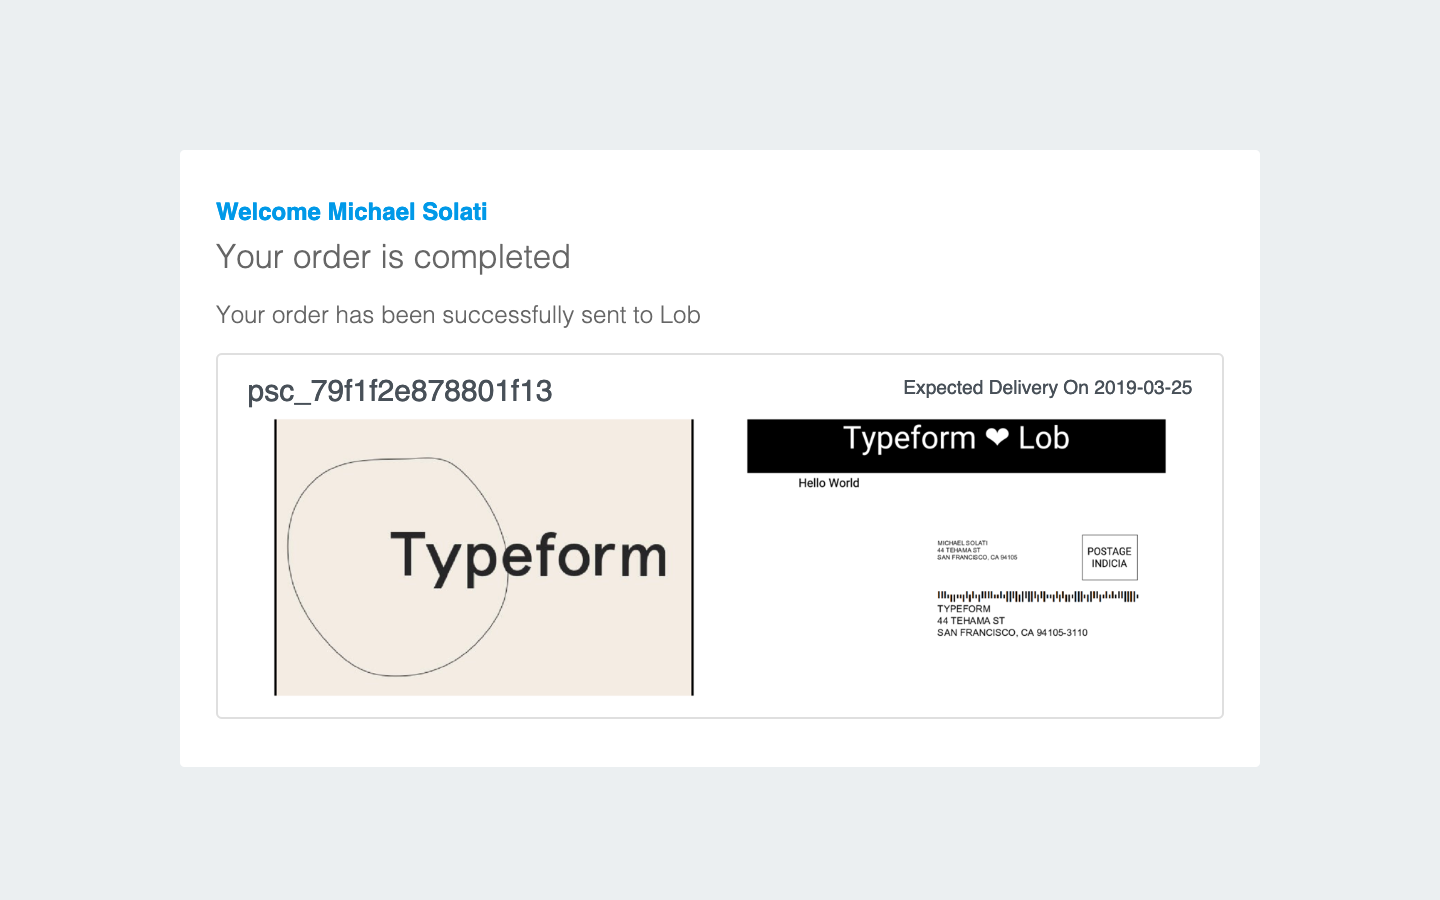 Welcome Michael Solati
Your order is completed
Your order has been successfully sent to Lob
psc_79f1f2e878801f13
Expected Delivery On 2019-03-25
Typeform
Typeform ❤ Lob
Hello World
MICHAEL SOLATI
44 TEHAMA ST
SAN FRANCISCO, CA 94105
POSTAGE
INDICIA
TYPEFORM
44 TEHAMA ST
SAN FRANCISCO, CA 94105-3110